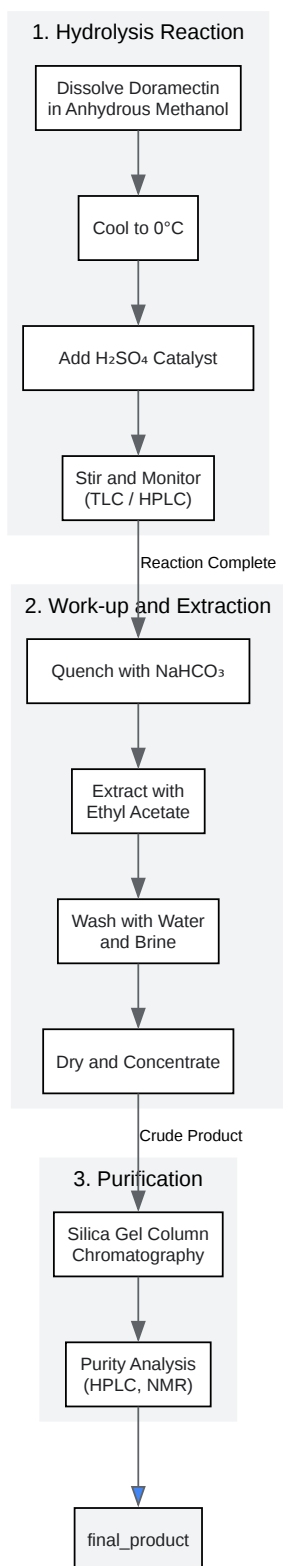 1. Hydrolysis Reaction
Dissolve Doramectin
in Anhydrous Methanol
Cool to 0°C
Add H₂SO₄ Catalyst
Stir and Monitor
(TLC / HPLC)
Reaction Complete
2. Work-up and Extraction
Quench with NaHCO₃
Extract with
Ethyl Acetate
Wash with Water
and Brine
Dry and Concentrate
Crude Product
3. Purification
Silica Gel Column
Chromatography
Purity Analysis
(HPLC, NMR)
final_product